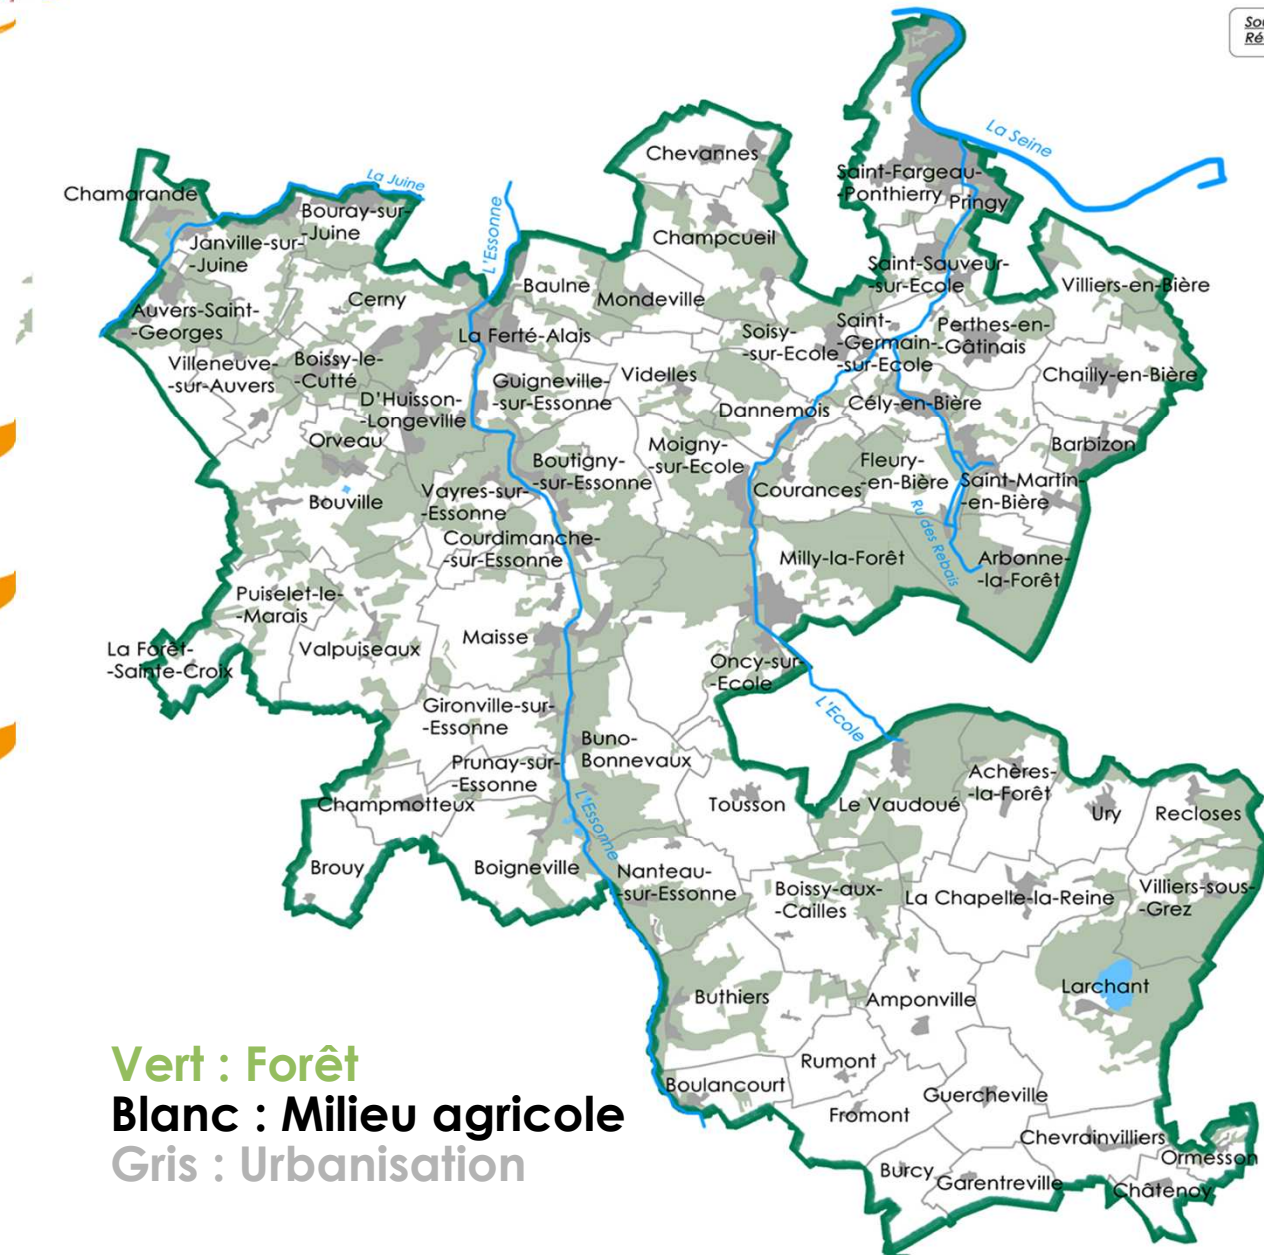 Chevannes
La Seine
Saint-Fargeau-
-Ponthierry
Pringy
Chamarande
La Juine
Bouray-sur-
-Juine
Janville-sur-
-Juine
L'Essonne
Champcueil
Saint-Sauveur-
-sur-Ecole
Villiers-en-Bière
Baulne
Mondeville
Cerny
Auvers-Saint-
-Georges
La Ferté-Alais
Soisy-
-sur-Ecole
Saint-
-Germain-
-sur-Ecole
Perthes-en-
-Gâtinais
Villeneuve-
-sur-Auvers
Boissy-le-
-Cutté
Guigneville-
-sur-Essonne
Videlles
Chailly-en-Bière
D'Huisson-
-Longeville
Dannemois
Cély-en-Bière
Orveau
Moigny-
-sur-Ecole
Barbizon
Boutigny-
-sur-Essonne
Fleury-
-en-Bière
Saint-Martin-
-en-Bière
Courances
Bouville
Vayres-sur-
-Essonne
Ru des Rebais
Courdimanche-
-sur-Essonne
Milly-la-Forêt
Arbonne-
-la-Forêt
Puiselet-le-
-Marais
Maisse
La Forêt-
-Sainte-Croix
Valpuiseaux
Oncy-sur-
-Ecole
L'Ecole
Gironville-sur-
-Essonne
Buno-
Bonnevaux
Prunay-sur-
-Essonne
Achères-
-la-Forêt
Champmotteux
Tousson
Le Vaudoué
Ury
Recloses
L'Essonne
Brouy
Boigneville
Nanteau-
-sur-Essonne
Boissy-aux-
-Cailles
La Chapelle-la-Reine
Villiers-sous-
-Grez
Buthiers
Amponville
Larchant
Rumont
Boulancourt
Guercheville
Fromont
Chevrainvilliers
Ormesson
Burcy
Garentreville
Châtenoy
Vert : Forêt
Blanc : Milieu agricole
Gris : Urbanisation